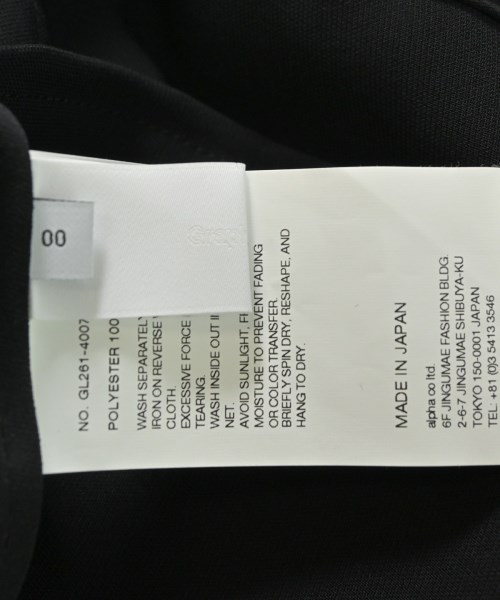 00
NO. GL261-4007
POLYESTER 100
WASH SEPARATELY
IRON ON REVERSE
CLOTH.
EXCESSIVE FORCE
TEARING.
WASH INSIDE OUT
NET.
AVOID SUNLIGHT,
MOISTURE TO PREVENT FADING
OR COLOR TRANSFER.
BRIEFLY SPIN DRY, RESHAPE, AND
HANG TO DRY.
MADE IN JAPAN
alpha co ltd.
6F JINGUMAE FASHION BLDG.
2-6-7 JINGUMAE SHIBUYA-KU
TOKYO 150-0001 JAPAN
TEL: +81 (0)3 5413 3546